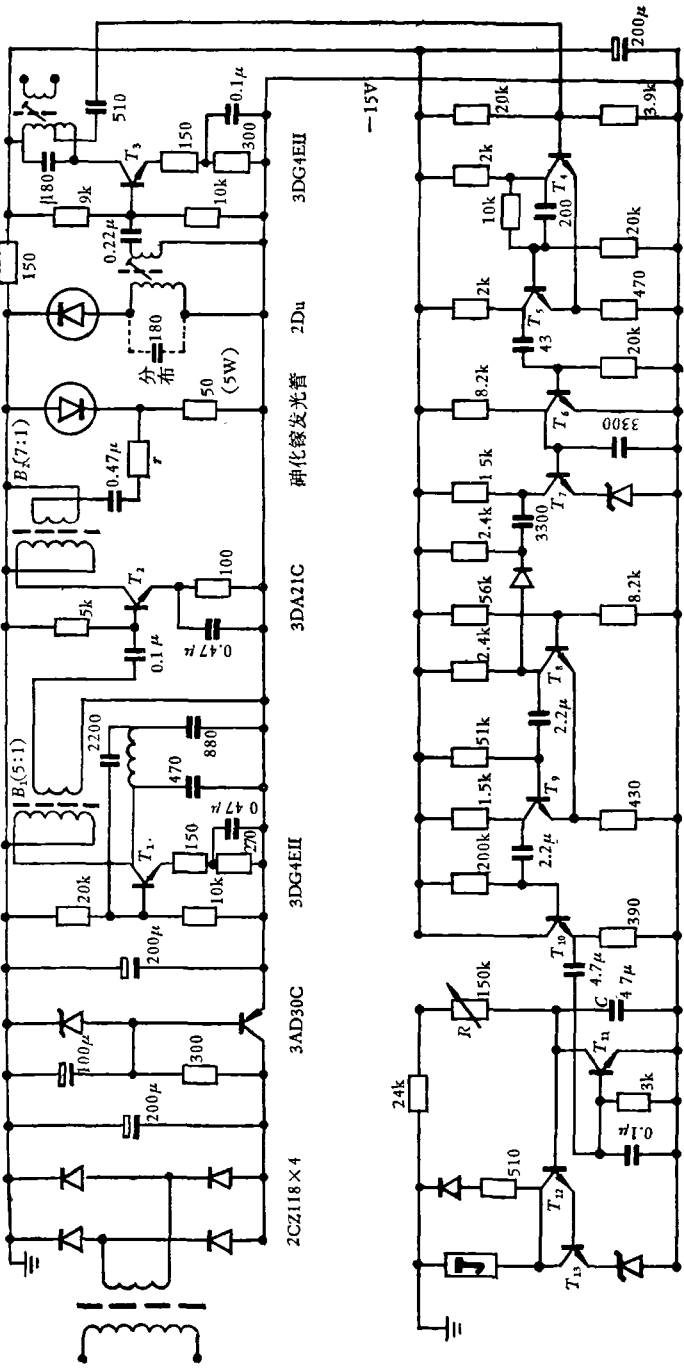 2CZ118×4
200μ
100μ
300
3AD30C
200μ
20k
10k
T₁
150
270
0.47μ
3DG4EII
B₁(5:1)
470
880
2200
0.1μ
5k
T₂
0.47μ
100
3DA21C
B₂(7:1)
0.47μ
r
50
(5W)
砷化镓发光管
分布
180
2Du
150
0.22μ
9k
10k
180
T₃
150
300
0.1μ
510
3DG4EII
—15V
J
T₁₃
510
T₁₂
24k
0.1μ
3k
T₁₁
R
150k
C
4.7μ
4.7μ
T₁₀
390
200k
2.2μ
1.5k
T₉
430
51k
2.2μ
2.4k
T₈
56k
8.2k
2.4k
3300
1 5k
T₇
3300
8.2k
T₆
20k
43
2k
T₅
470
10k
20k
200
2k
T₄
20k
3.9k
200μ